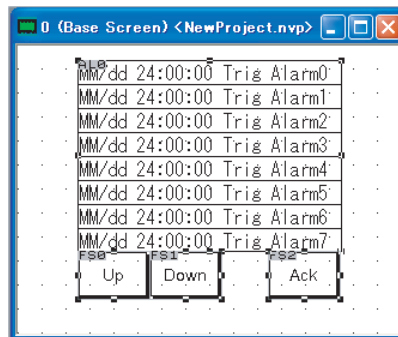 0 (Base Screen) <NewProject.nvp>
AL0
MM/dd 24:00:00 Trig Alarm0
MM/dd 24:00:00 Trig Alarm1
MM/dd 24:00:00 Trig Alarm2
MM/dd 24:00:00 Trig Alarm3
MM/dd 24:00:00 Trig Alarm4
MM/dd 24:00:00 Trig Alarm5
MM/dd 24:00:00 Trig Alarm6
MM/dd 24:00:00 Trig Alarm7
FS0 FS1 FS2
Up Down Ack